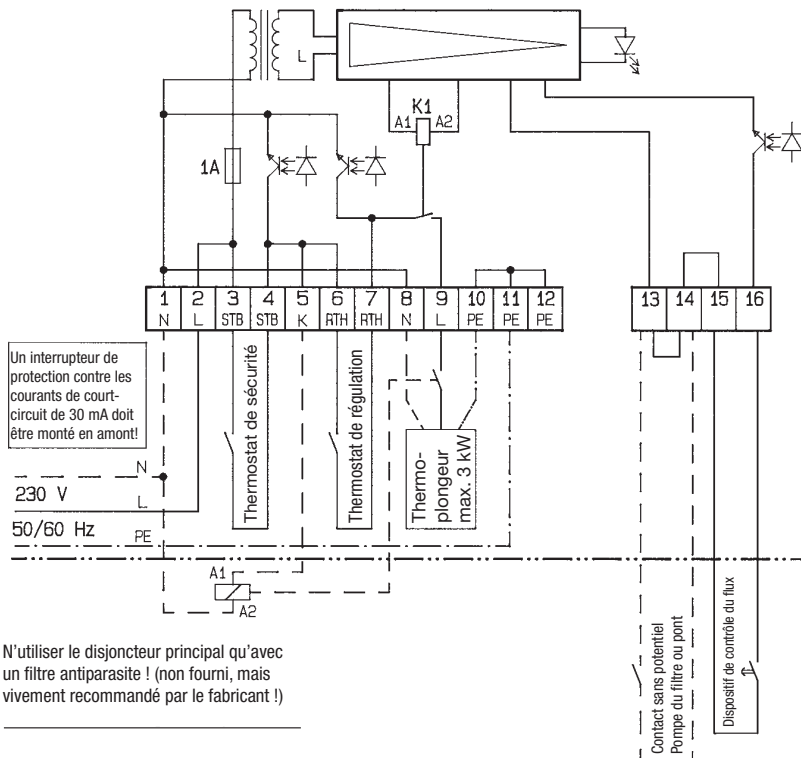 L
K1
A1 A2
1A
1 2 3 4 5 6 7 8 9 10 11 12
N L STB STB K RTH RTH N L PE PE PE
13 14 15 16
Un interrupteur de
protection contre les
courants de court-
circuit de 30 mA doit
être monté en amont!
Thermostat de sécurité
Thermostat de régulation
Thermo-
plongeur
max. 3 kW
N
230 V
L
50/60 Hz
PE
A1
A2
Contact sans potentiel
Pompe du filtre ou pont
Dispositif de contrôle du flux
N'utiliser le disjoncteur principal qu'avec
un filtre antiparasite ! (non fourni, mais
vivement recommandé par le fabricant !)